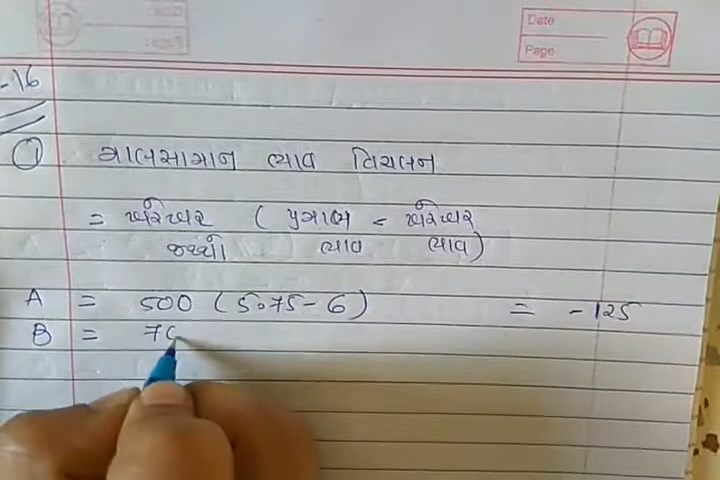 Date
Page
-16
① માલસામાન ભાવ વિચલન
= ખરેખર ( પ્રમાણ - ખરેખર
જથ્થો ભાવ ભાવ)
A = 500 (5.75 - 6) = -125
B = 70